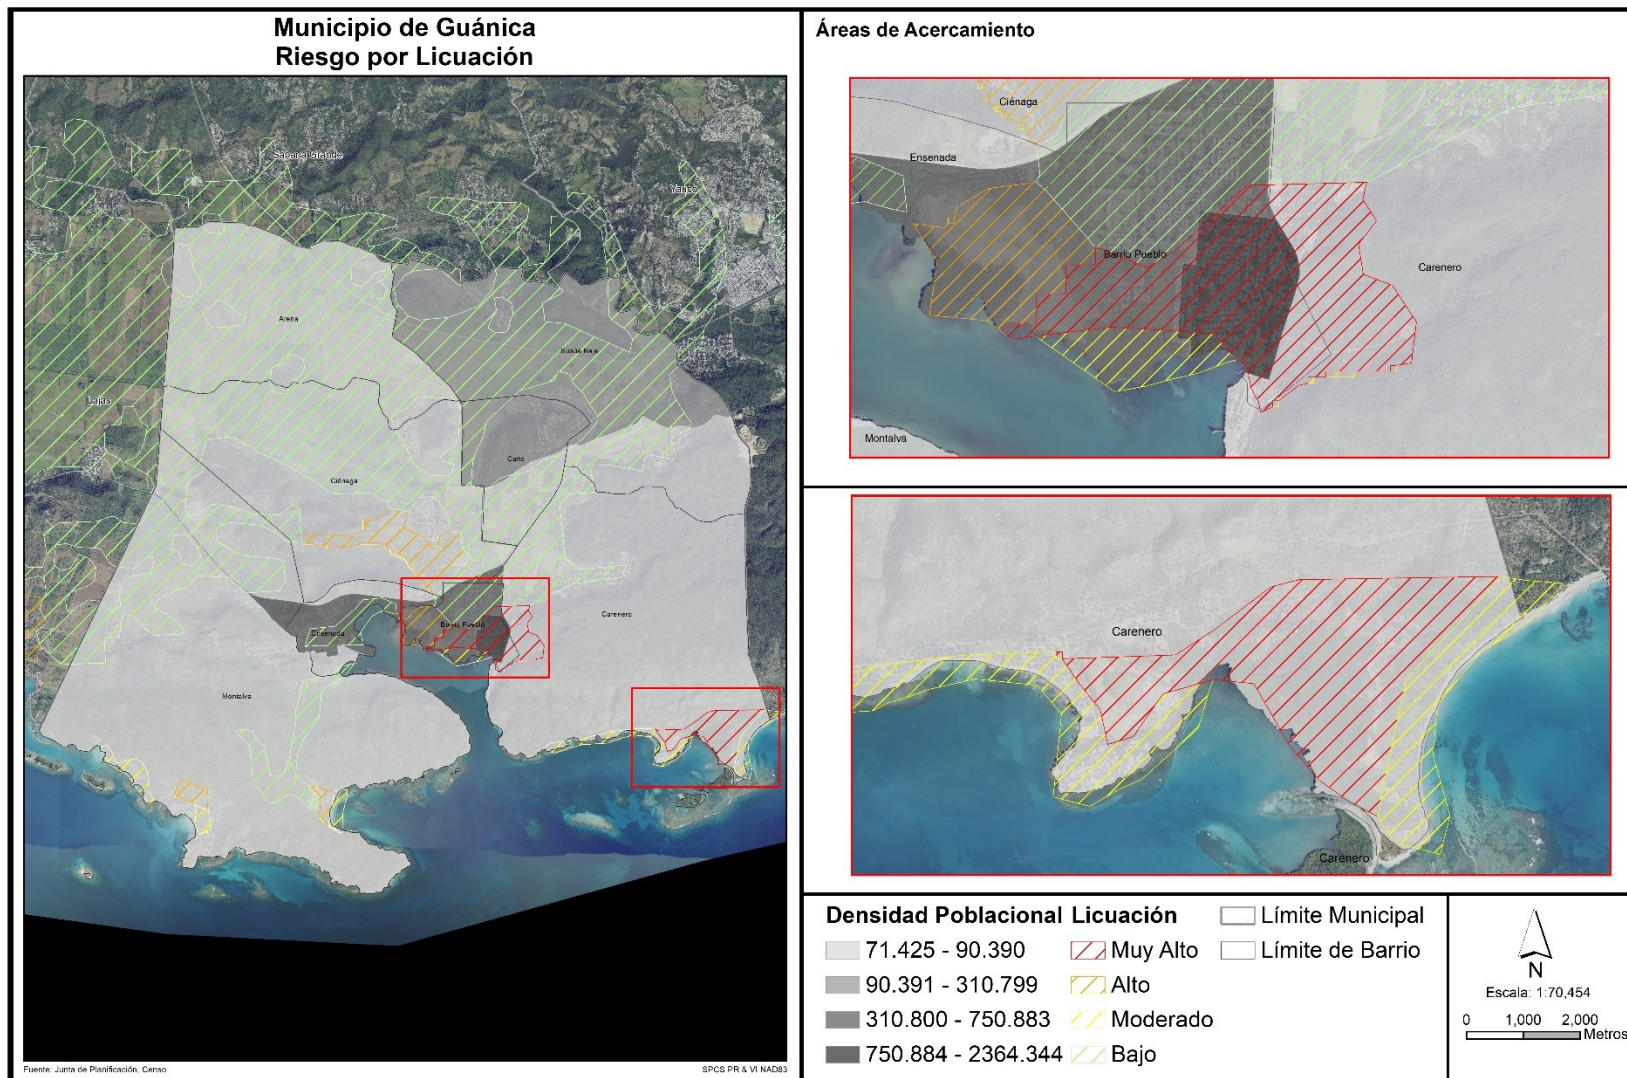 Municipio de Guánica
Riesgo por Licuación
Sabana Grande
Yauco
Arena
Susúa Baja
Lajas
Caño
Ciénaga
Carenero
Ensenada
Barrio Pueblo
Montalva
Fuente: Junta de Planificación, Censo
SPCS PR & VI NAD83
Áreas de Acercamiento
Ciénaga
Ensenada
Barrio Pueblo
Carenero
Montalva
Carenero
Carenero
Densidad Poblacional
71.425 - 90.390
90.391 - 310.799
310.800 - 750.883
750.884 - 2364.344
Licuación
Muy Alto
Alto
Moderado
Bajo
Límite Municipal
Límite de Barrio
N
Escala: 1:70,454
0 1,000 2,000
Metros